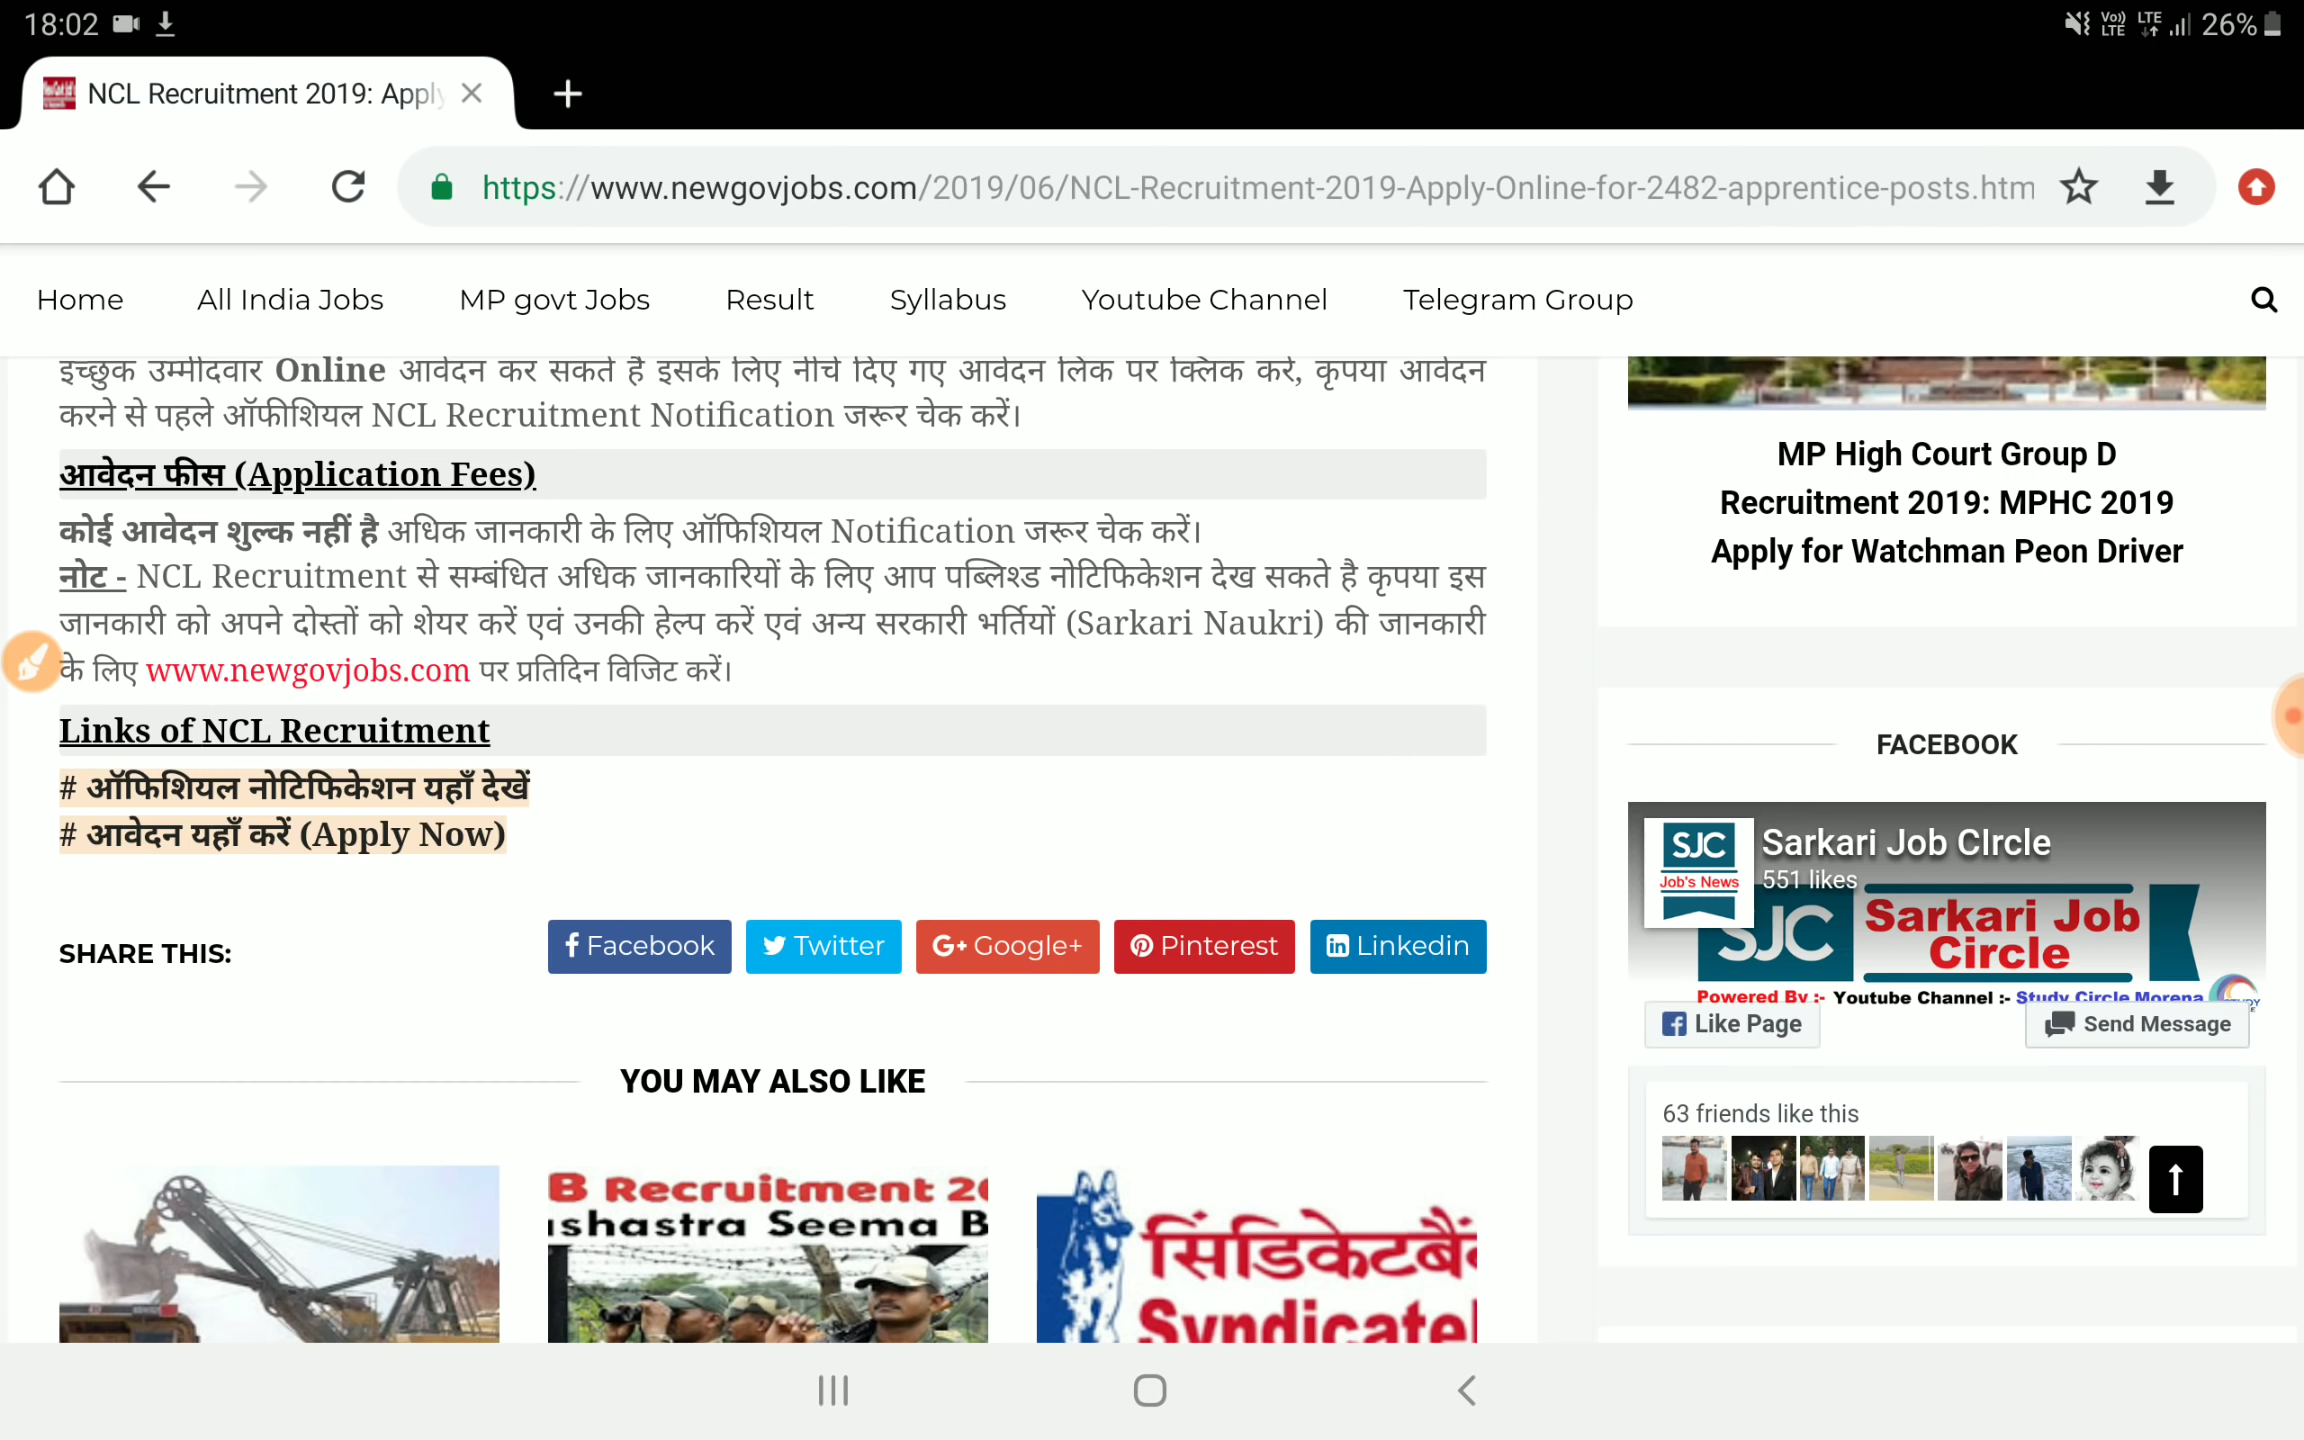 18:02
Vo)) LTE LTE 26%
NCL Recruitment 2019: Apply
https://www.newgovjobs.com/2019/06/NCL-Recruitment-2019-Apply-Online-for-2482-apprentice-posts.htm
Home All India Jobs MP govt Jobs Result Syllabus Youtube Channel Telegram Group
इच्छुक उम्मीदवार Online आवेदन कर सकते है इसके लिए नीचे दिए गए आवेदन लिंक पर क्लिक करें, कृपया आवेदन
करने से पहले ऑफीशियल NCL Recruitment Notification जरूर चेक करें।
आवेदन फीस (Application Fees)
कोई आवेदन शुल्क नहीं है अधिक जानकारी के लिए ऑफिशियल Notification जरूर चेक करें।
नोट - NCL Recruitment से सम्बंधित अधिक जानकारियों के लिए आप पब्लिश्ड नोटिफिकेशन देख सकते है कृपया इस
जानकारी को अपने दोस्तों को शेयर करें एवं उनकी हेल्प करें एवं अन्य सरकारी भर्तियों (Sarkari Naukri) की जानकारी
के लिए www.newgovjobs.com पर प्रतिदिन विजिट करें।
Links of NCL Recruitment
# ऑफिशियल नोटिफिकेशन यहाँ देखें
# आवेदन यहाँ करें (Apply Now)
SHARE THIS:
Facebook Twitter G+ Google+ Pinterest Linkedin
YOU MAY ALSO LIKE
B Recruitment 20
shastra Seema B
सिंडिकेटबैं
Syndicate
MP High Court Group D
Recruitment 2019: MPHC 2019
Apply for Watchman Peon Driver
FACEBOOK
SJC
Job's News
Sarkari Job CIrcle
551 likes
SJC
Sarkari Job
Circle
Powered By :- Youtube Channel :- Study Circle Morena
Like Page
Send Message
63 friends like this